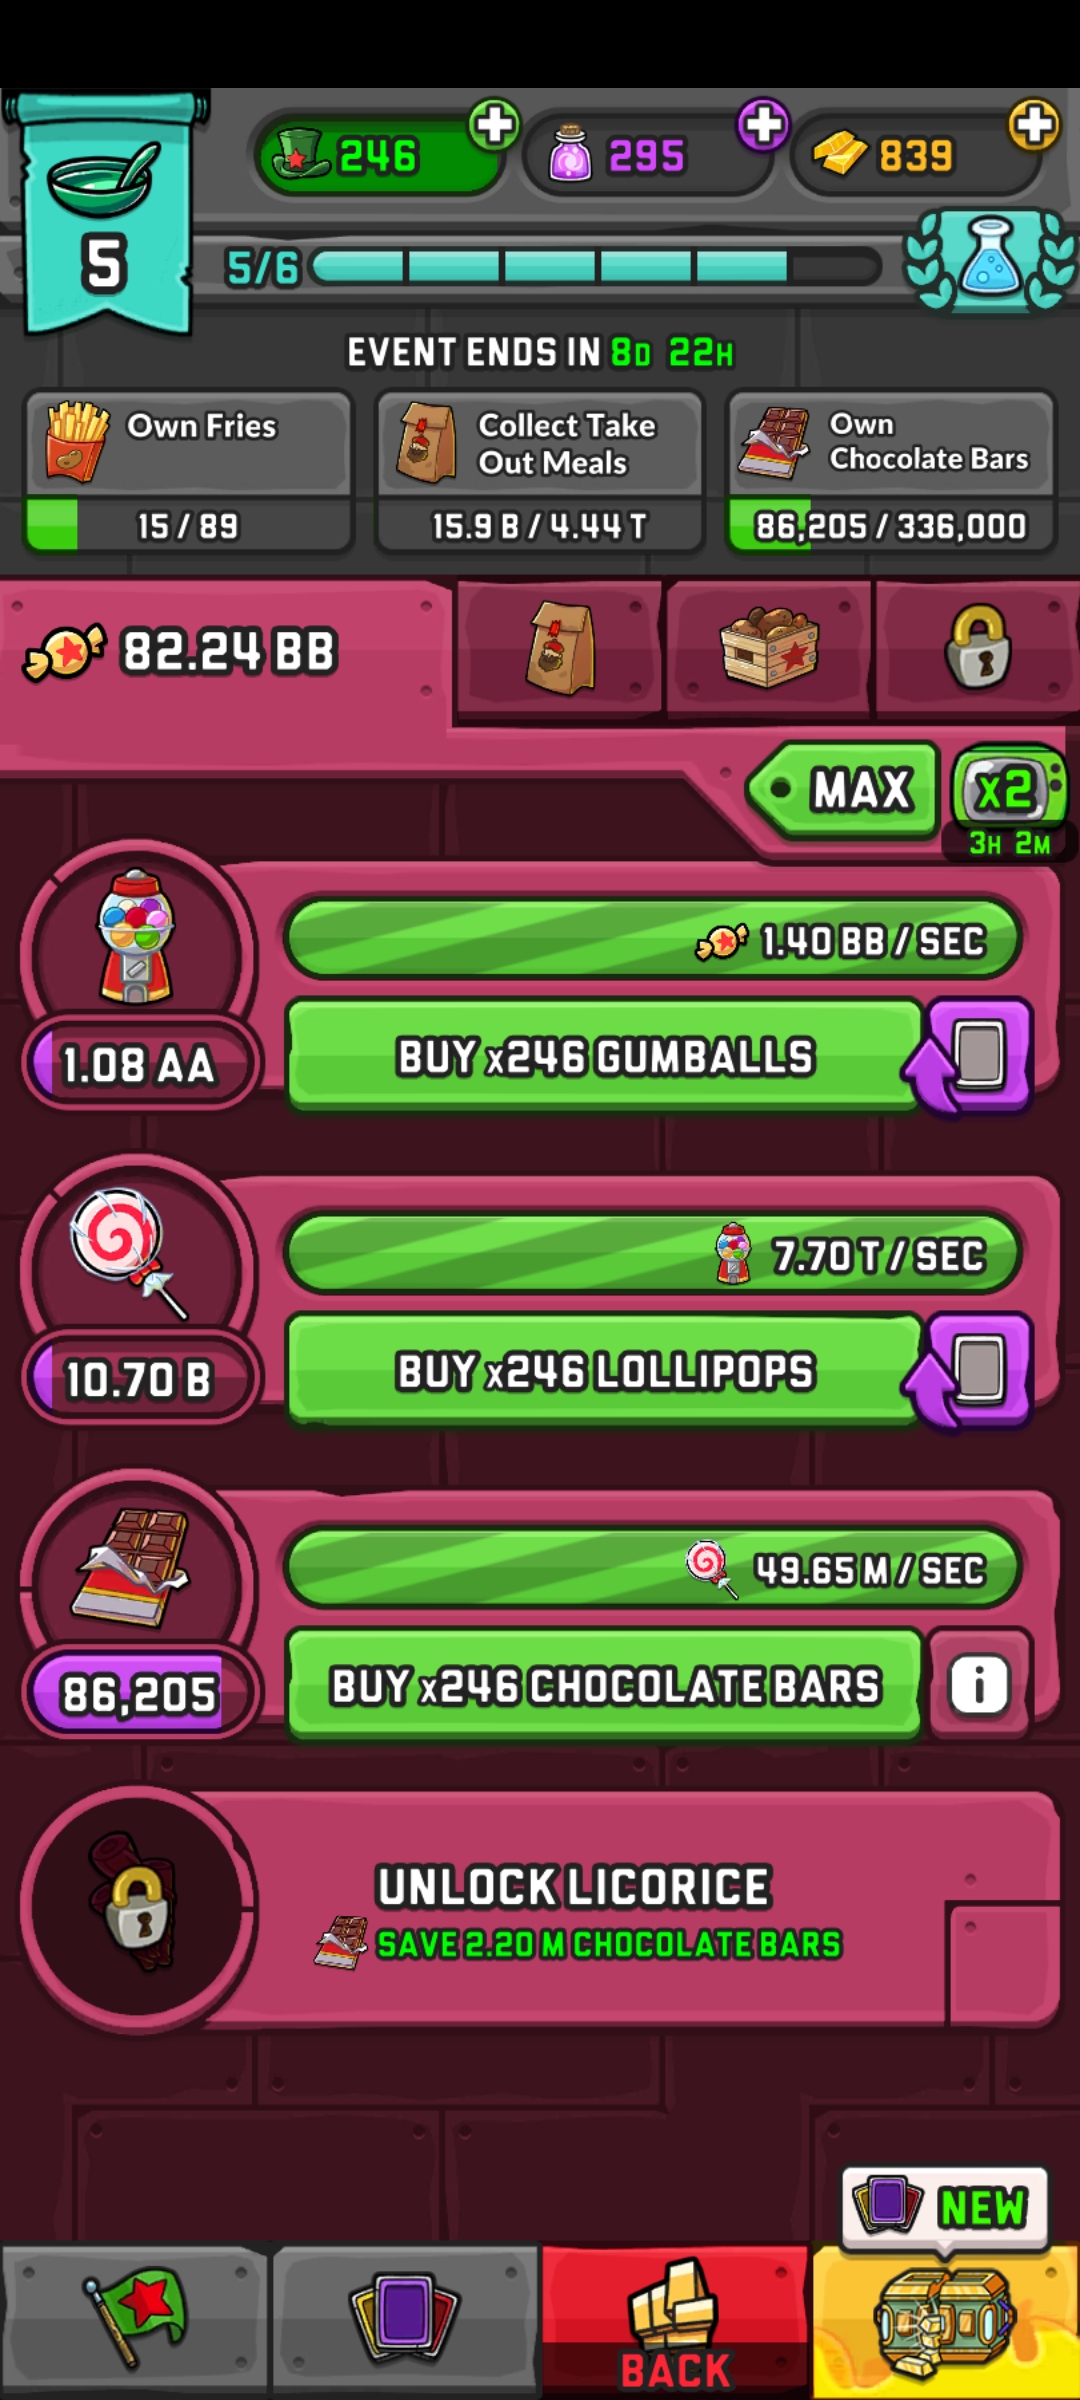 246
295
839
5
5/6
EVENT ENDS IN 8D 22H
Own Fries
15 / 89
Collect Take
Out Meals
15.9 B / 4.44 T
Own
Chocolate Bars
86,205 / 336,000
82.24 BB
MAX
x2
3H 2M
1.40 BB / SEC
1.08 AA
BUY x246 GUMBALLS
7.70 T / SEC
10.70 B
BUY x246 LOLLIPOPS
49.65 M / SEC
86,205
BUY x246 CHOCOLATE BARS
i
UNLOCK LICORICE
SAVE 2.20 M CHOCOLATE BARS
NEW
BACK